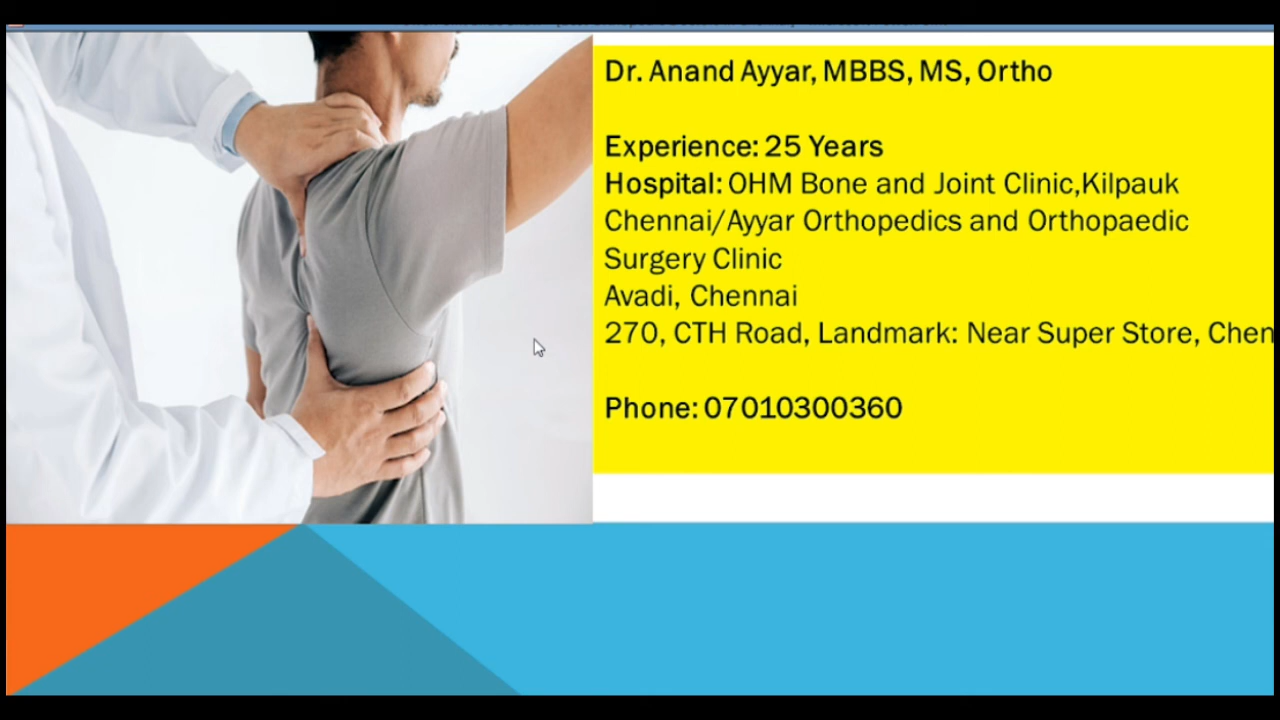 Dr. Anand Ayyar, MBBS, MS, Ortho
Experience: 25 Years
Hospital: OHM Bone and Joint Clinic,Kilpauk
Chennai/Ayyar Orthopedics and Orthopaedic
Surgery Clinic
Avadi, Chennai
270, CTH Road, Landmark: Near Super Store, Chen
Phone: 07010300360